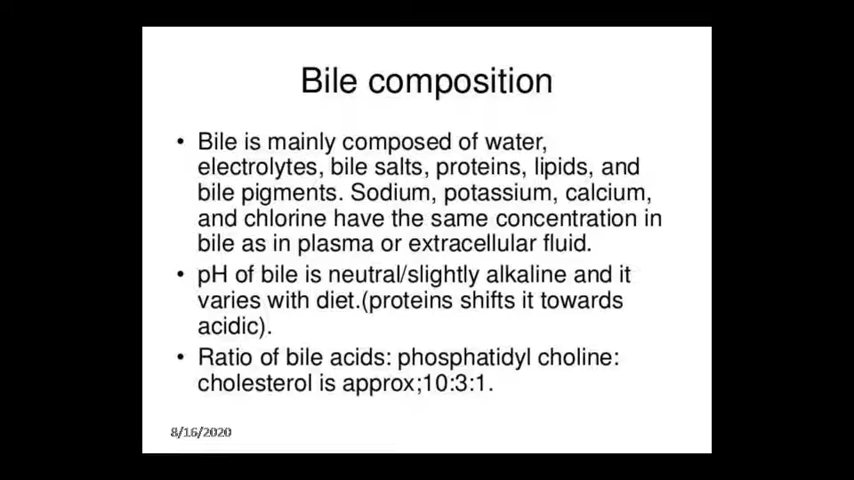 Bile composition
• Bile is mainly composed of water,
electrolytes, bile salts, proteins, lipids, and
bile pigments. Sodium, potassium, calcium,
and chlorine have the same concentration in
bile as in plasma or extracellular fluid.
• pH of bile is neutral/slightly alkaline and it
varies with diet.(proteins shifts it towards
acidic).
• Ratio of bile acids: phosphatidyl choline:
cholesterol is approx;10:3:1.
8/16/2020